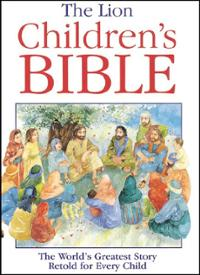 The Lion
Children's
BIBLE
The World's Greatest Story
Retold for Every Child